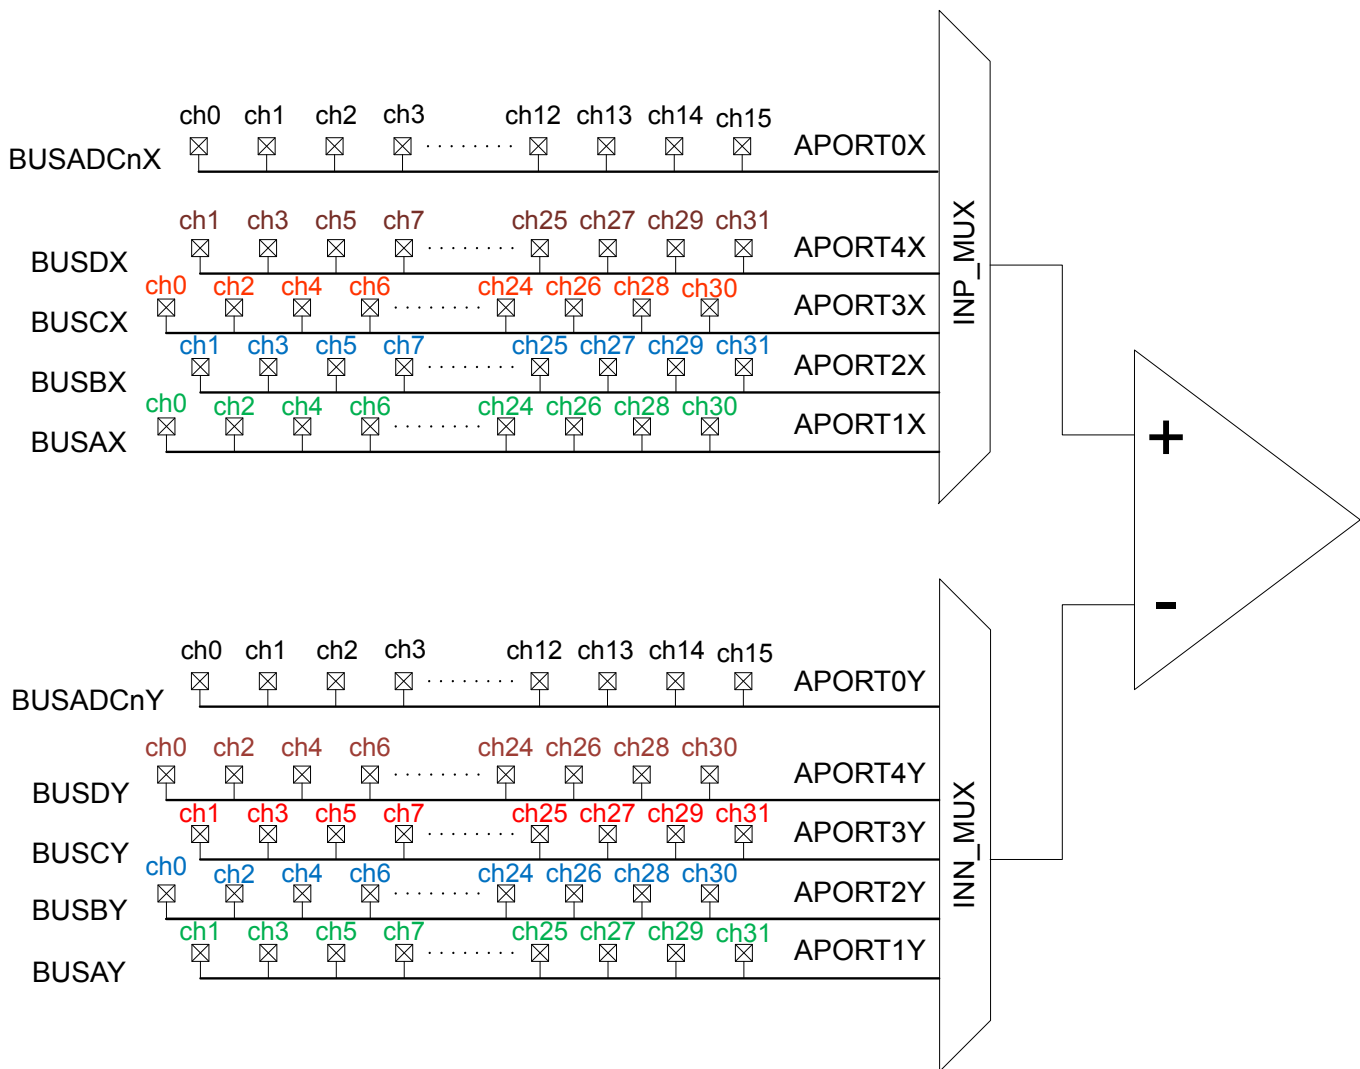 ch0 ch1 ch2 ch3 ch12 ch13 ch14 ch15
BUSADCnX APORT0X
ch1 ch3 ch5 ch7 ch25 ch27 ch29 ch31
BUSDX APORT4X
ch0 ch2 ch4 ch6 ch24 ch26 ch28 ch30
BUSCX APORT3X
ch1 ch3 ch5 ch7 ch25 ch27 ch29 ch31
BUSBX APORT2X
ch0 ch2 ch4 ch6 ch24 ch26 ch28 ch30
BUSAX APORT1X
INP_MUX
+
-
ch0 ch1 ch2 ch3 ch12 ch13 ch14 ch15
BUSADCnY APORT0Y
ch0 ch2 ch4 ch6 ch24 ch26 ch28 ch30
BUSDY APORT4Y
ch1 ch3 ch5 ch7 ch25 ch27 ch29 ch31
BUSCY APORT3Y
ch0 ch2 ch4 ch6 ch24 ch26 ch28 ch30
BUSBY APORT2Y
ch1 ch3 ch5 ch7 ch25 ch27 ch29 ch31
BUSAY APORT1Y
INN_MUX